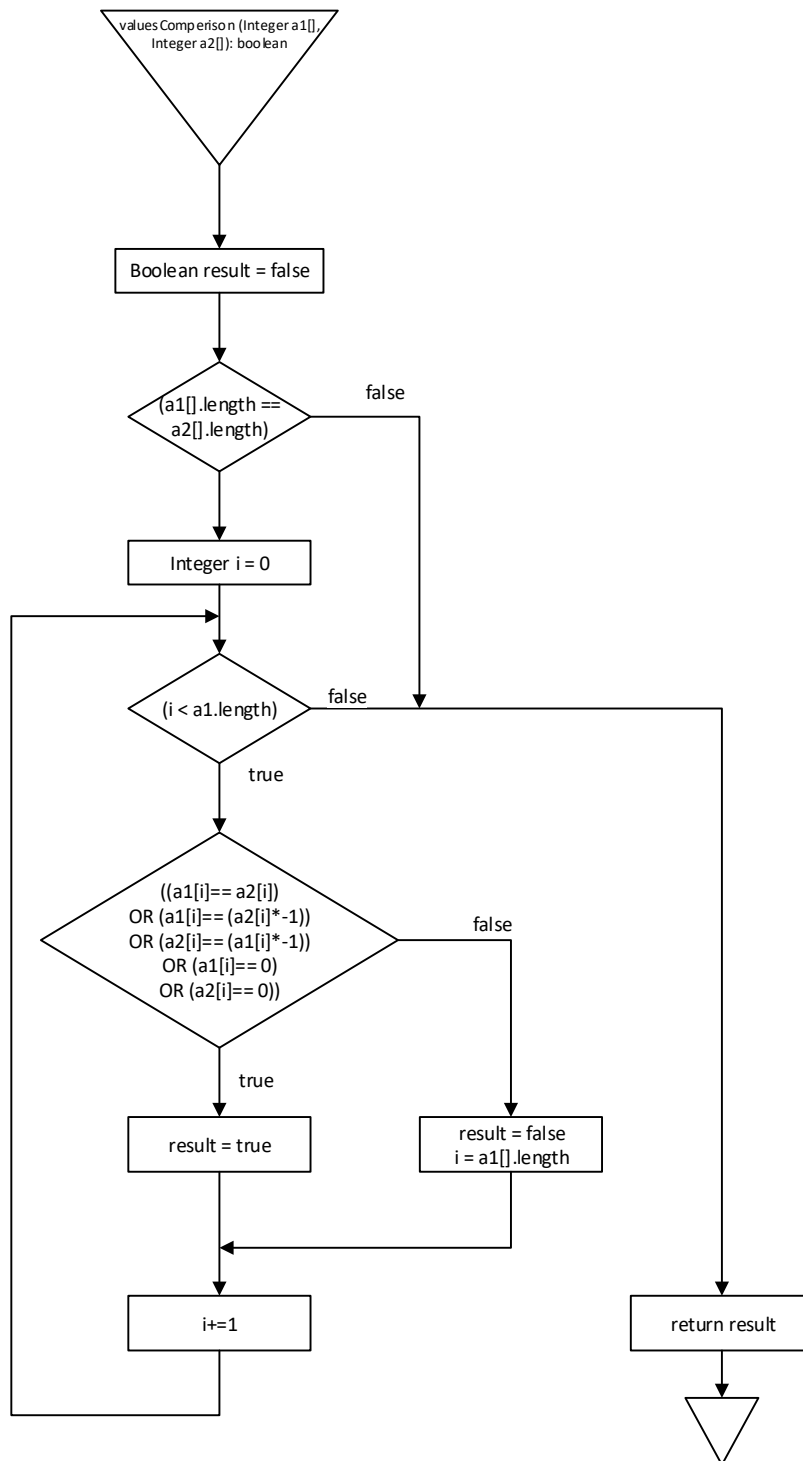 valuesComperison (Integer a1[],
Integer a2[]): boolean
Boolean result = false
(a1[].length ==
a2[].length)
false
Integer i = 0
(i < a1.length)
false
true
((a1[i]== a2[i])
OR (a1[i]== (a2[i]*-1))
OR (a2[i]== (a1[i]*-1))
OR (a1[i]== 0)
OR (a2[i]== 0))
false
true
result = true
result = false
i = a1[].length
i+=1
return result